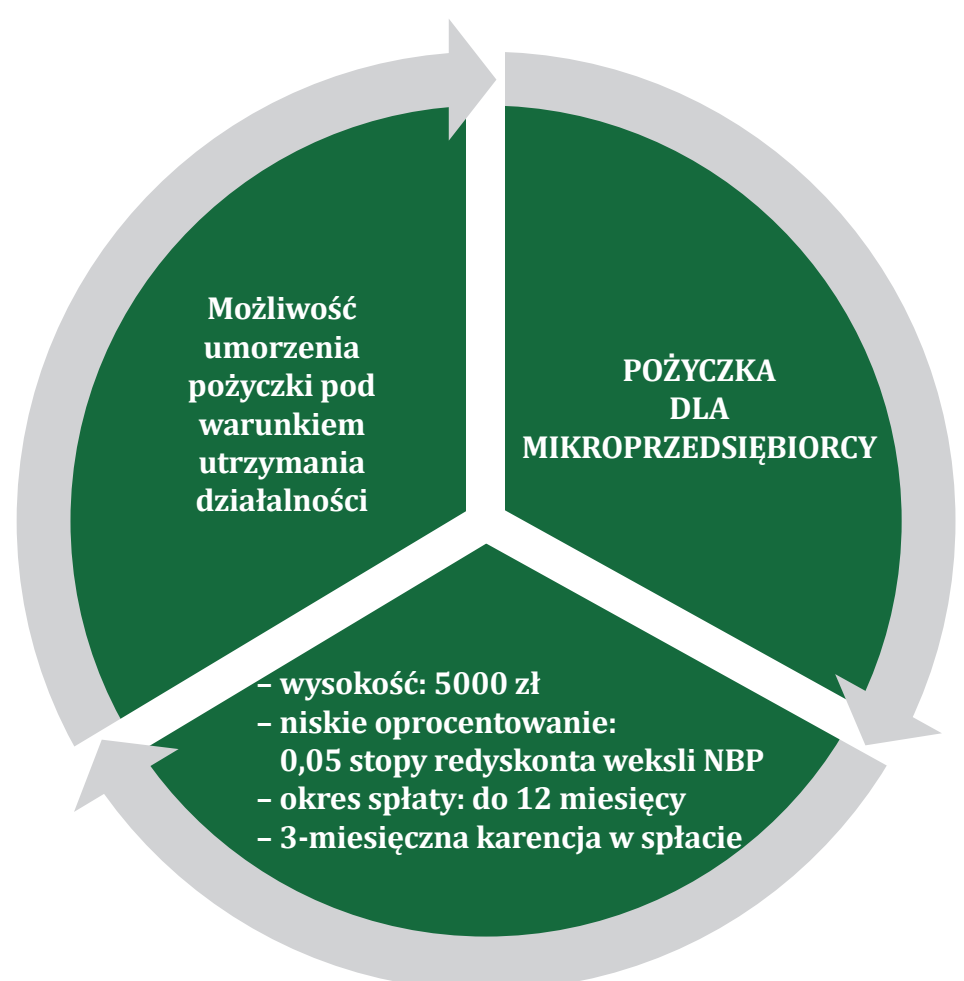 Możliwość
umorzenia
pożyczki pod
warunkiem
utrzymania
działalności
POŻYCZKA
DLA
MIKROPRZEDSIĘBIORCY
– wysokość: 5000 zł
– niskie oprocentowanie:
0,05 stopy redyskonta weksli NBP
– okres spłaty: do 12 miesięcy
– 3-miesięczna karencja w spłacie